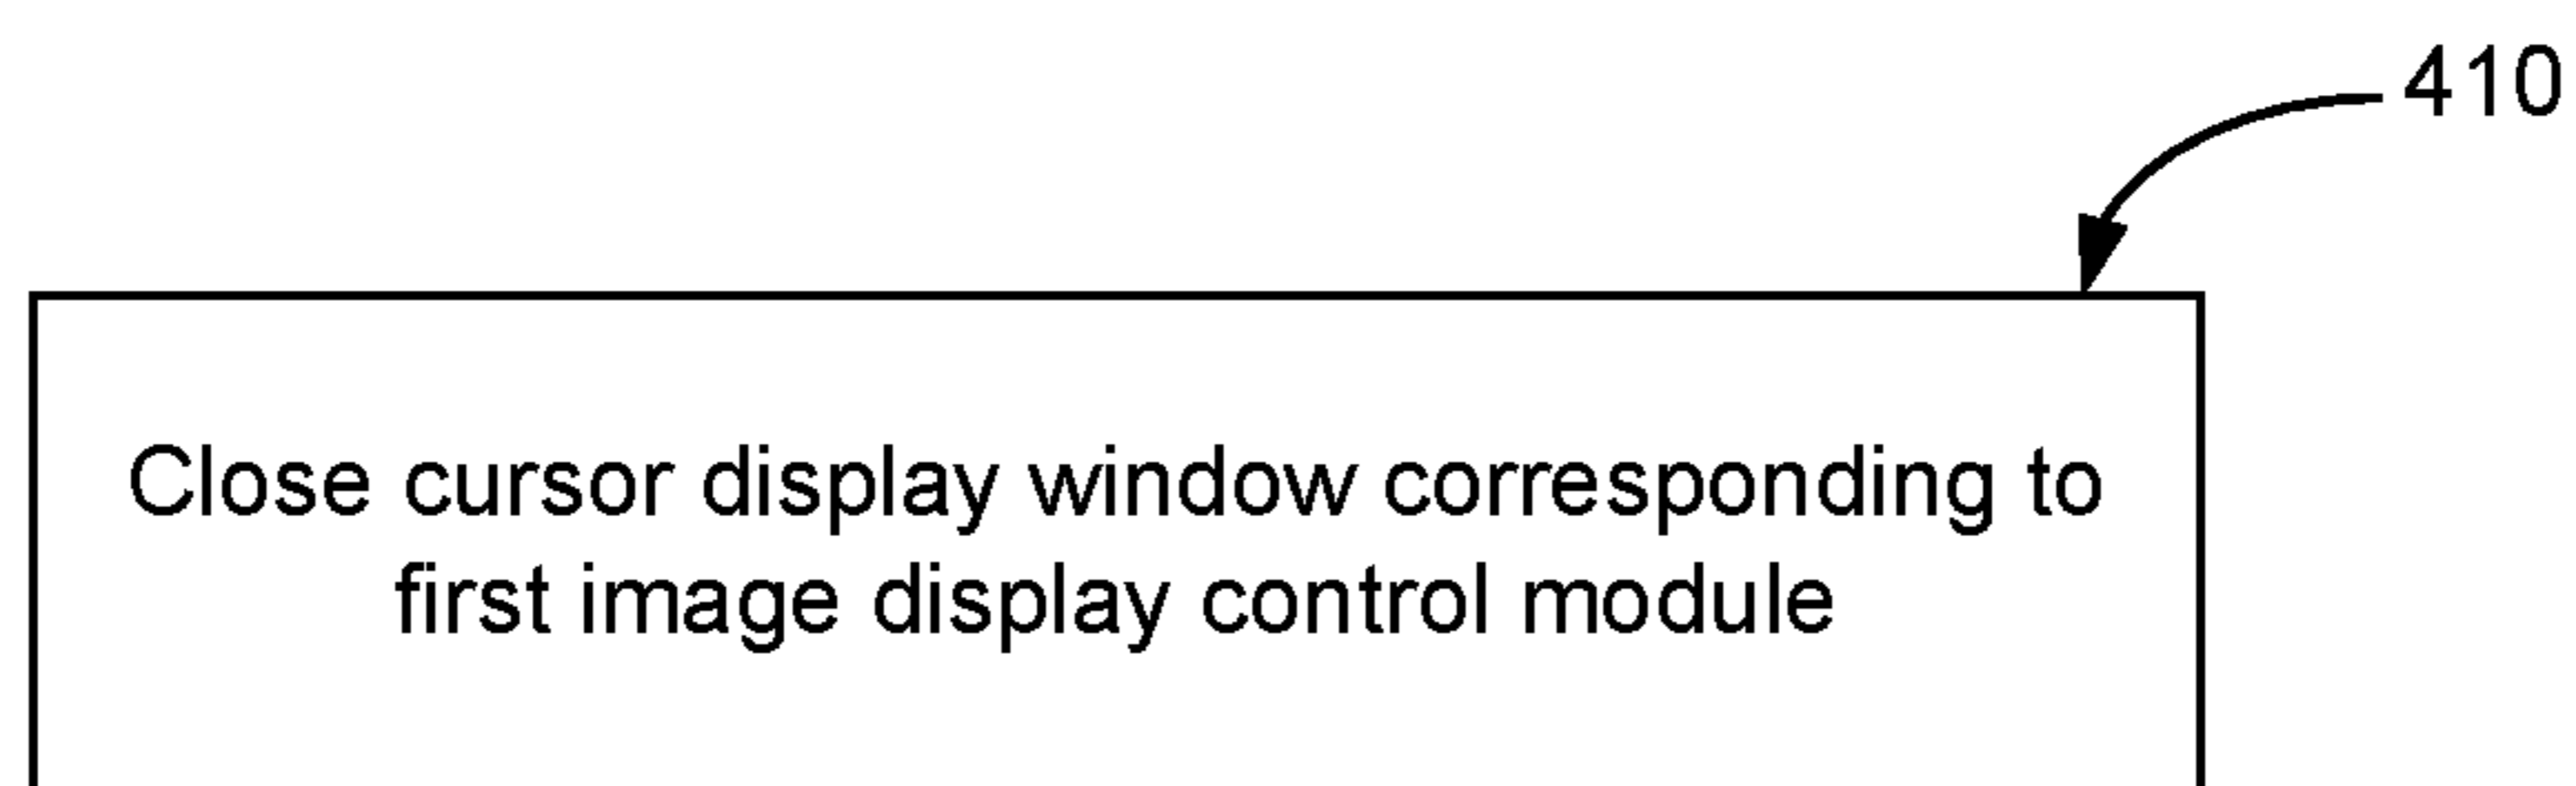 410
Close cursor display window corresponding to
first image display control module